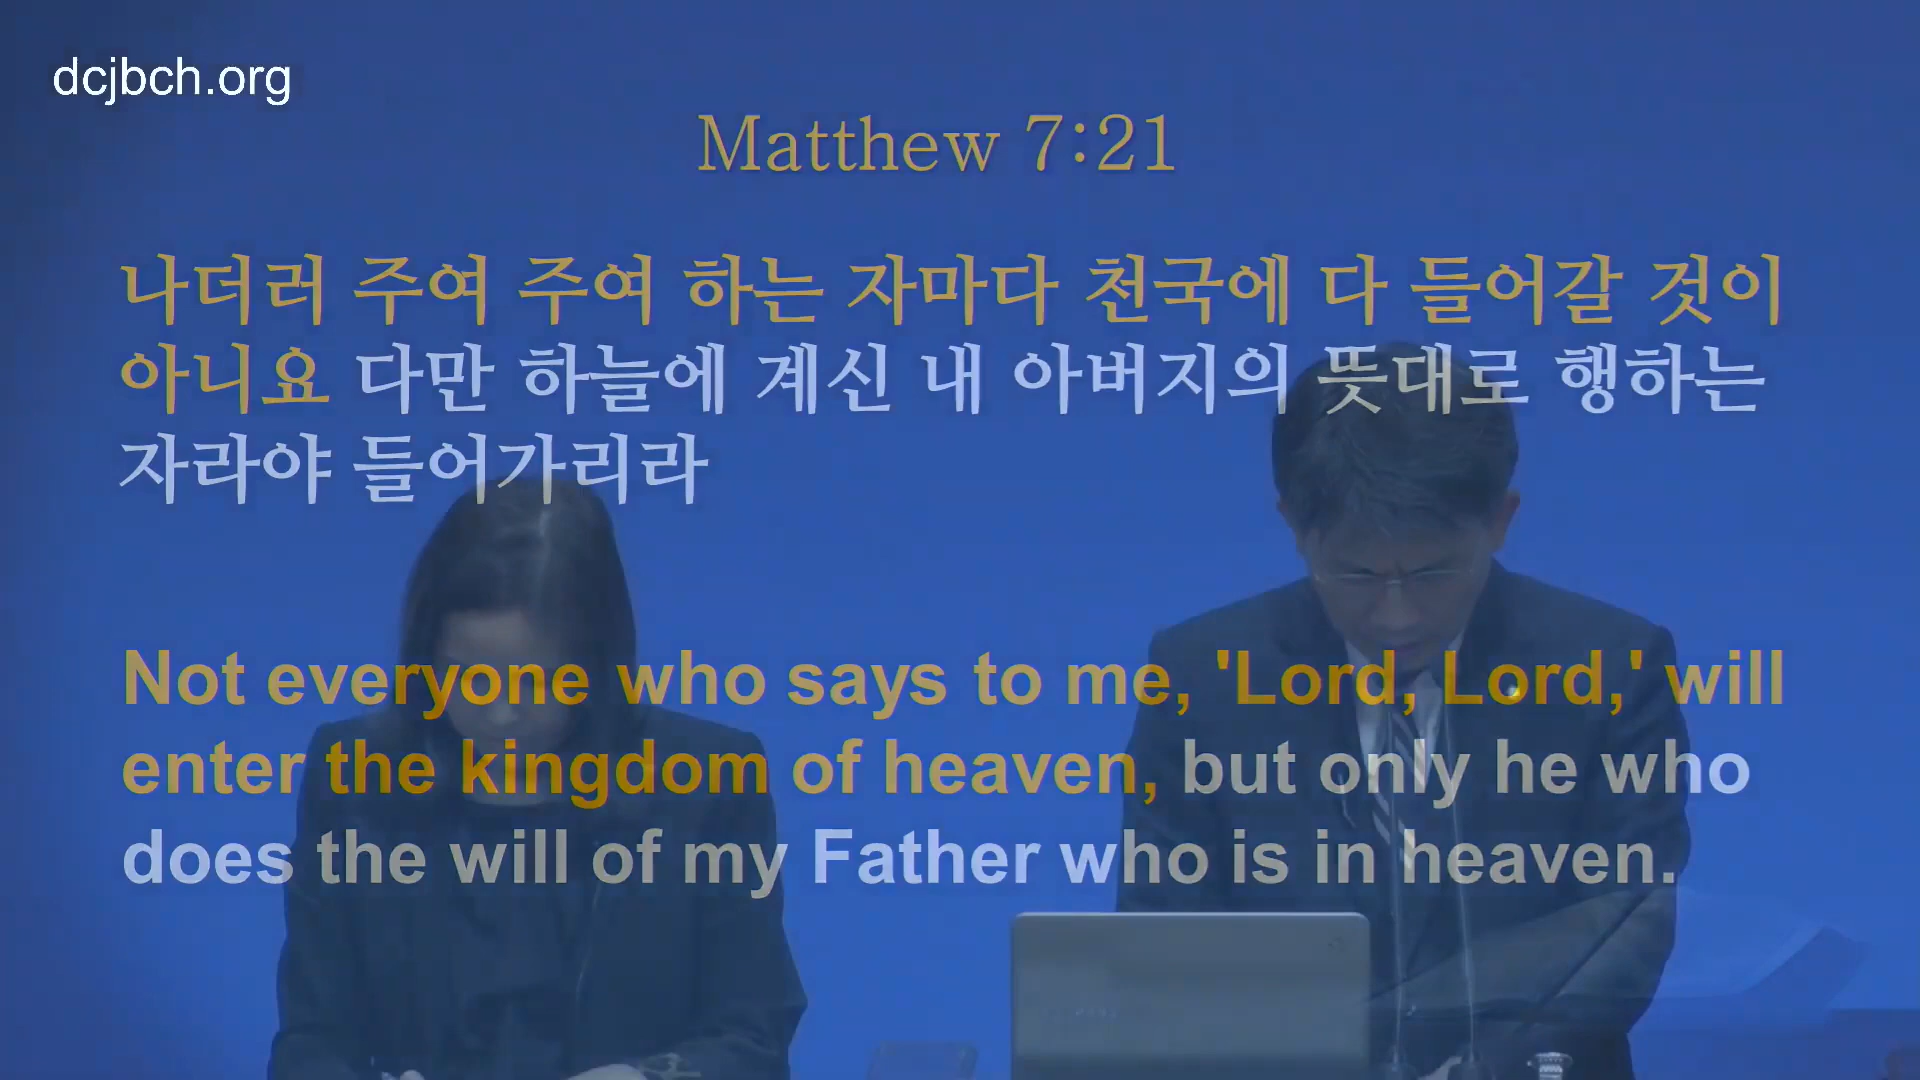 dcjbch.org
Matthew 7:21
나더러 주여 주여 하는 자마다 천국에 다 들어갈 것이
아니요 다만 하늘에 계신 내 아버지의 뜻대로 행하는
자라야 들어가리라
Not everyone who says to me, 'Lord, Lord,' will
enter the kingdom of heaven, but only he who
does the will of my Father who is in heaven.